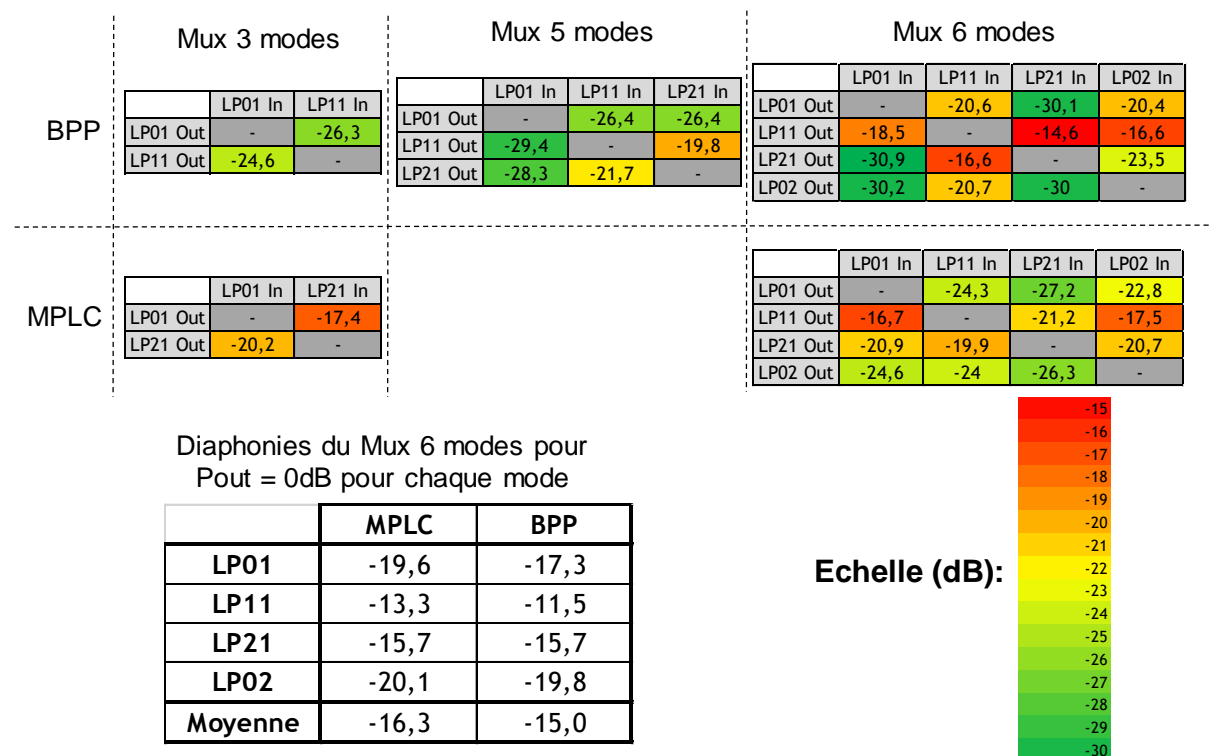 Mux 3 modes
Mux 5 modes
Mux 6 modes
BPP
LP01 In LP11 In
LP01 Out - -26,3
LP11 Out -24,6 -
LP01 In LP11 In LP21 In
LP01 Out - -26,4 -26,4
LP11 Out -29,4 - -19,8
LP21 Out -28,3 -21,7 -
LP01 In LP11 In LP21 In LP02 In
LP01 Out - -20,6 -30,1 -20,4
LP11 Out -18,5 - -14,6 -16,6
LP21 Out -30,9 -16,6 - -23,5
LP02 Out -30,2 -20,7 -30 -
MPLC
LP01 In LP21 In
LP01 Out - -17,4
LP21 Out -20,2 -
LP01 In LP11 In LP21 In LP02 In
LP01 Out - -24,3 -27,2 -22,8
LP11 Out -16,7 - -21,2 -17,5
LP21 Out -20,9 -19,9 - -20,7
LP02 Out -24,6 -24 -26,3 -
Diaphonies du Mux 6 modes pour
Pout = 0dB pour chaque mode
MPLC BPP
LP01 -19,6 -17,3
LP11 -13,3 -11,5
LP21 -15,7 -15,7
LP02 -20,1 -19,8
Moyenne -16,3 -15,0
Echelle (dB):
-15
-16
-17
-18
-19
-20
-21
-22
-23
-24
-25
-26
-27
-28
-29
-30